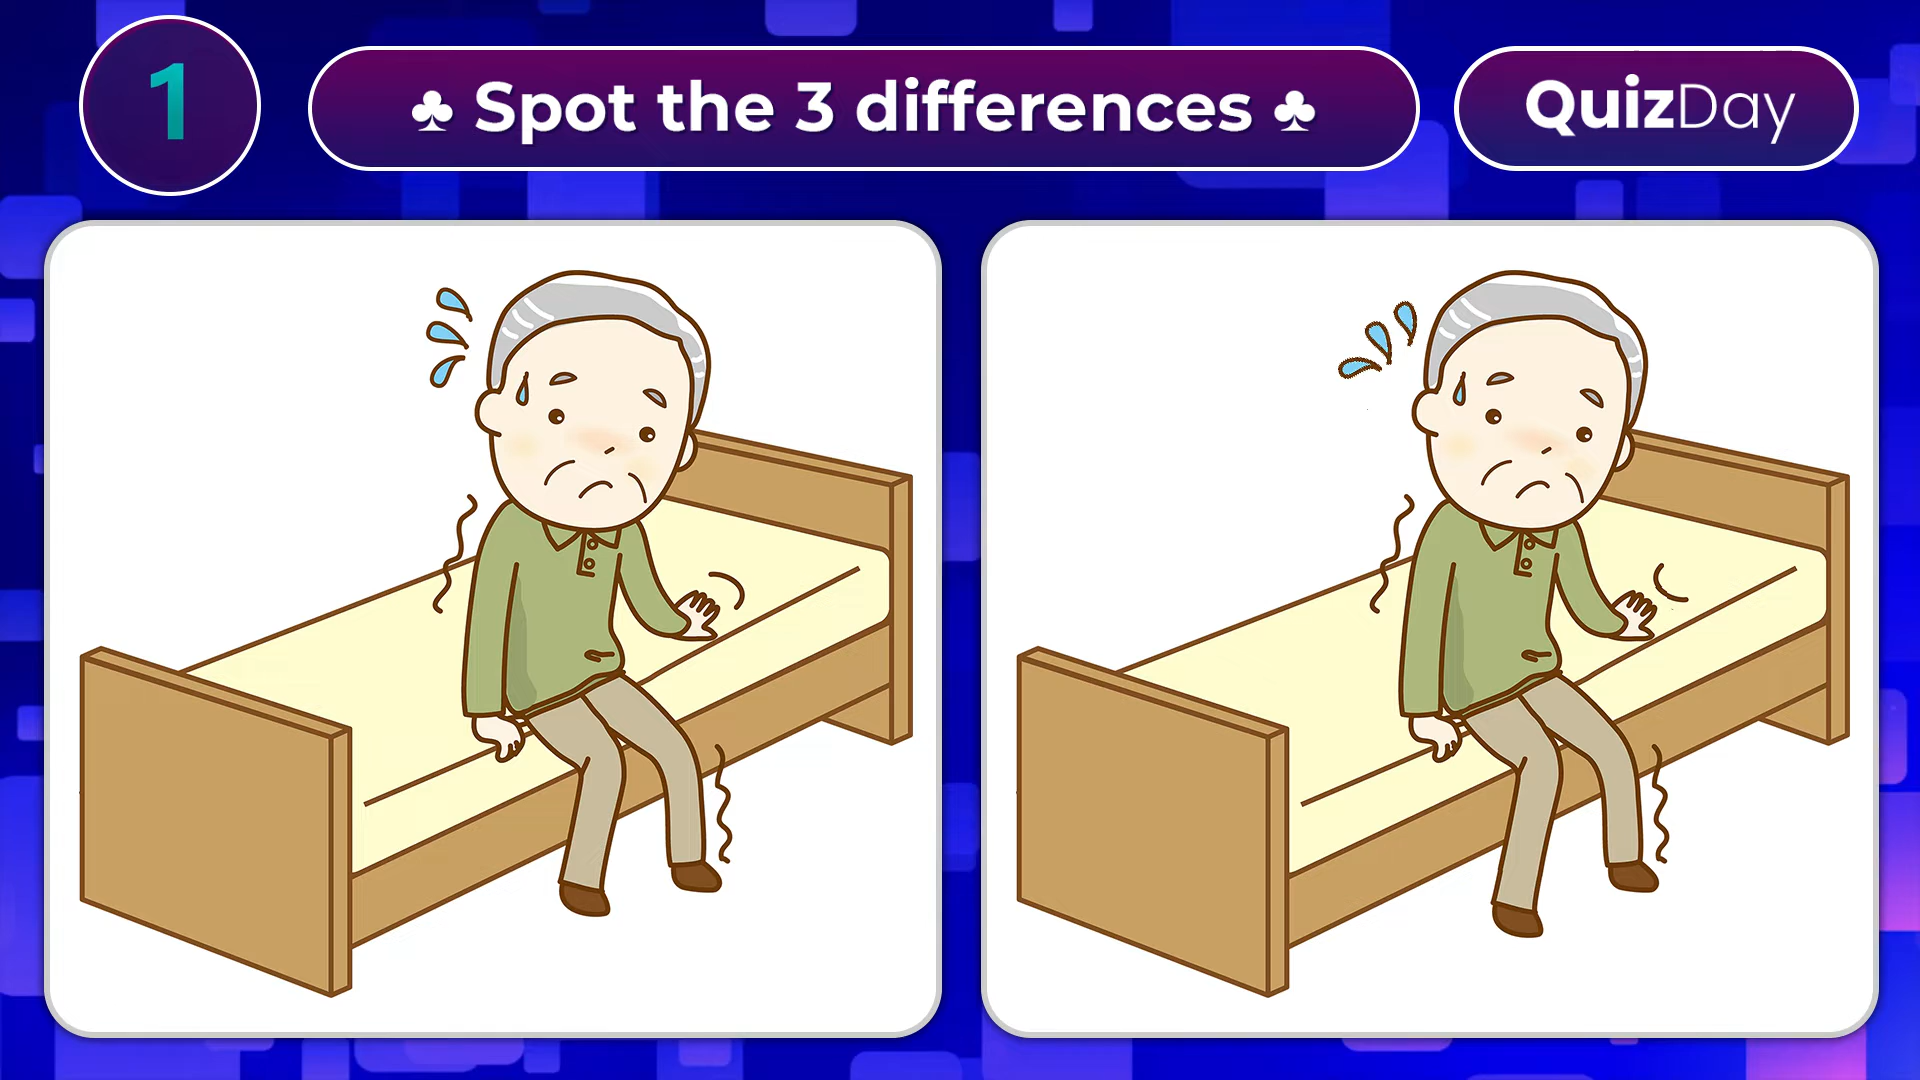 1
♣ Spot the 3 differences ♣
QuizDay